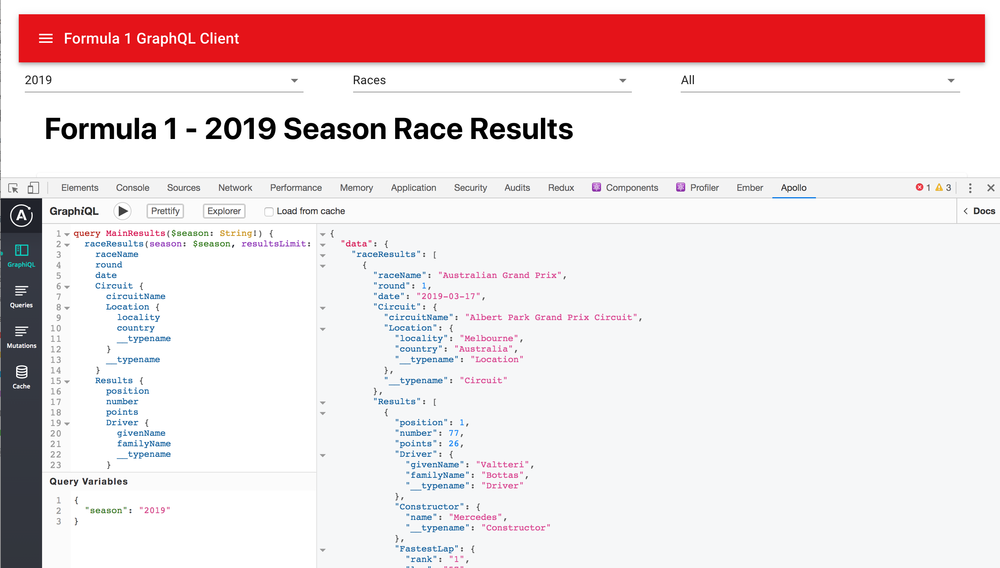 Formula 1 GraphQL Client
2019 Races All
Formula 1 - 2019 Season Race Results
Elements Console Sources Network Performance Memory Application Security Audits Redux Components Profiler Ember Apollo 1 3
GraphiQL Prettify Explorer Load from cache Docs
A
GraphiQL
Queries
Mutations
Cache
1 query MainResults($season: String!) {
2 raceResults(season: $season, resultsLimit:
3 raceName
4 round
5 date
6 Circuit {
7 circuitName
8 Location {
9 locality
10 country
11 __typename
12 }
13 __typename
14 }
15 Results {
16 position
17 number
18 points
19 Driver {
20 givenName
21 familyName
22 __typename
23 }
Query Variables
1 {
2 "season": "2019"
3 }
{
"data": {
"raceResults": [
{
"raceName": "Australian Grand Prix",
"round": 1,
"date": "2019-03-17",
"Circuit": {
"circuitName": "Albert Park Grand Prix Circuit",
"Location": {
"locality": "Melbourne",
"country": "Australia",
"__typename": "Location"
},
"__typename": "Circuit"
},
"Results": [
{
"position": 1,
"number": 77,
"points": 26,
"Driver": {
"givenName": "Valtteri",
"familyName": "Bottas",
"__typename": "Driver"
},
"Constructor": {
"name": "Mercedes",
"__typename": "Constructor"
},
"FastestLap": {
"rank": "1",